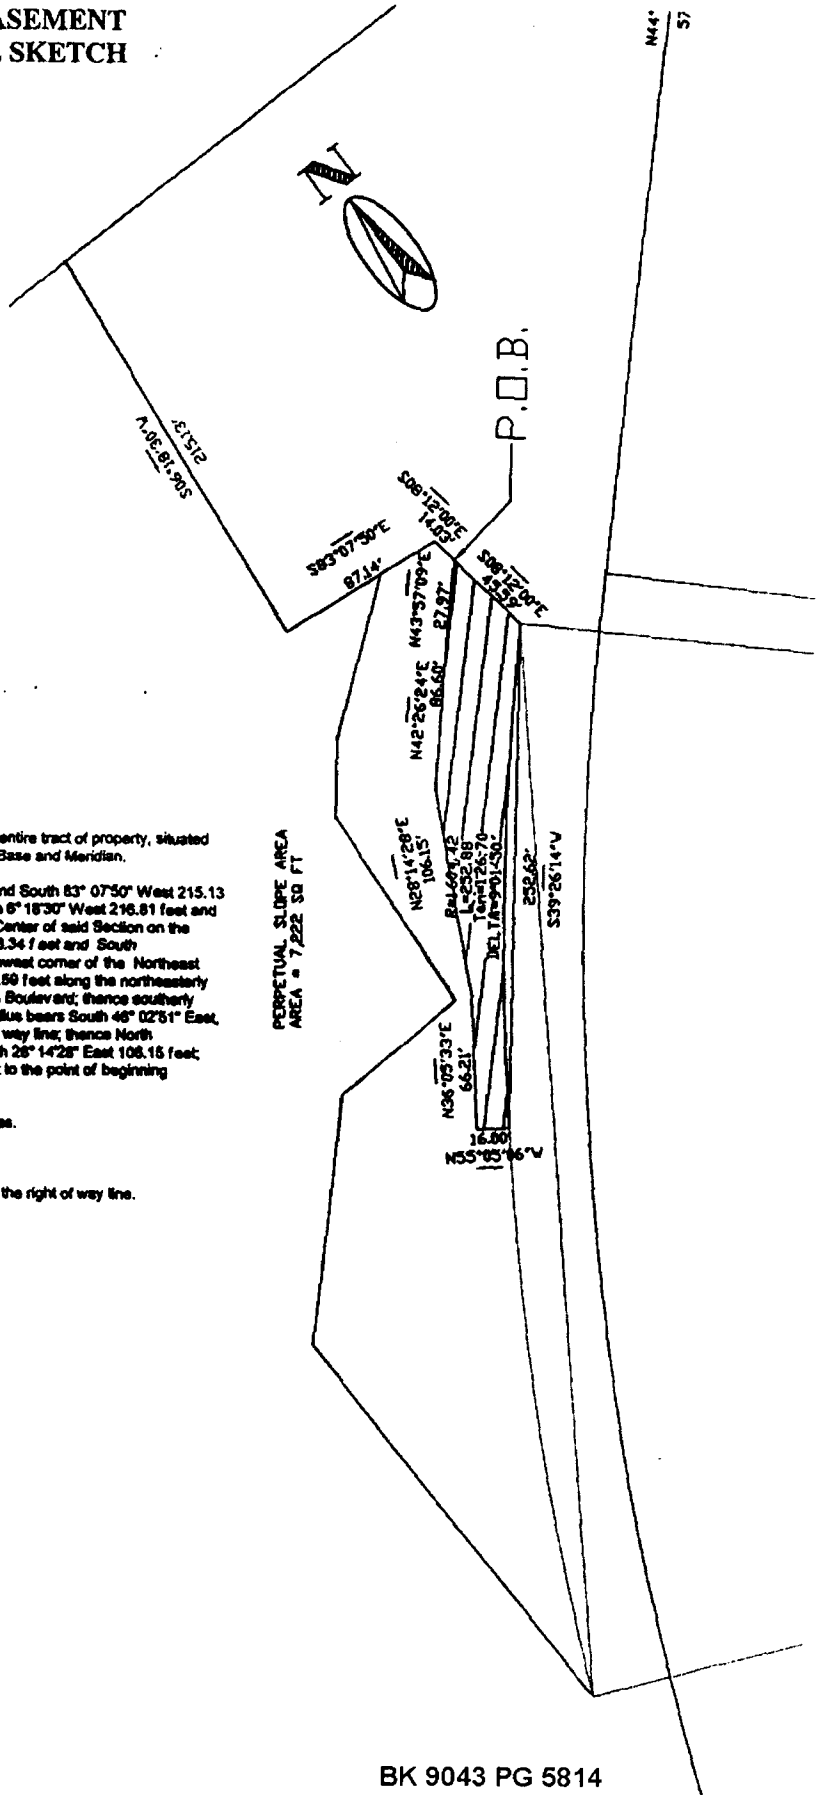 ASEMENT
SKETCH
N44°
57
N
P.O.B.
S06°18'30"W
215.13'
S83°07'50"E
87.14'
S08°12'00"E
14.03'
S08°12'00"E
45.59'
N43°57'09"E
27.97'
N42°26'24"E
86.60'
N28°14'28"E
106.15'
L=252.88'
Tan=126.70
DELTA=9°01'50"
252.62'
S39°26'14"W
N36°05'33"E
66.21'
16.00'
N55°05'06"W
PERPETUAL SLOPE AREA
AREA = 7,222 SQ FT
entire tract of property, situated
Base and Meridian.
nd South 83° 07'50" West 215.13
6° 18'30" West 216.81 feet and
Center of said Section on the
.34 feet and South
west corner of the Northeast
.59 feet along the northeasterly
Boulevard; thence southerly
dius bears South 46° 02'51" East,
way line; thence North
h 28° 14'28" East 106.15 feet;
t to the point of beginning
es.
the right of way line.
BK 9043 PG 5814